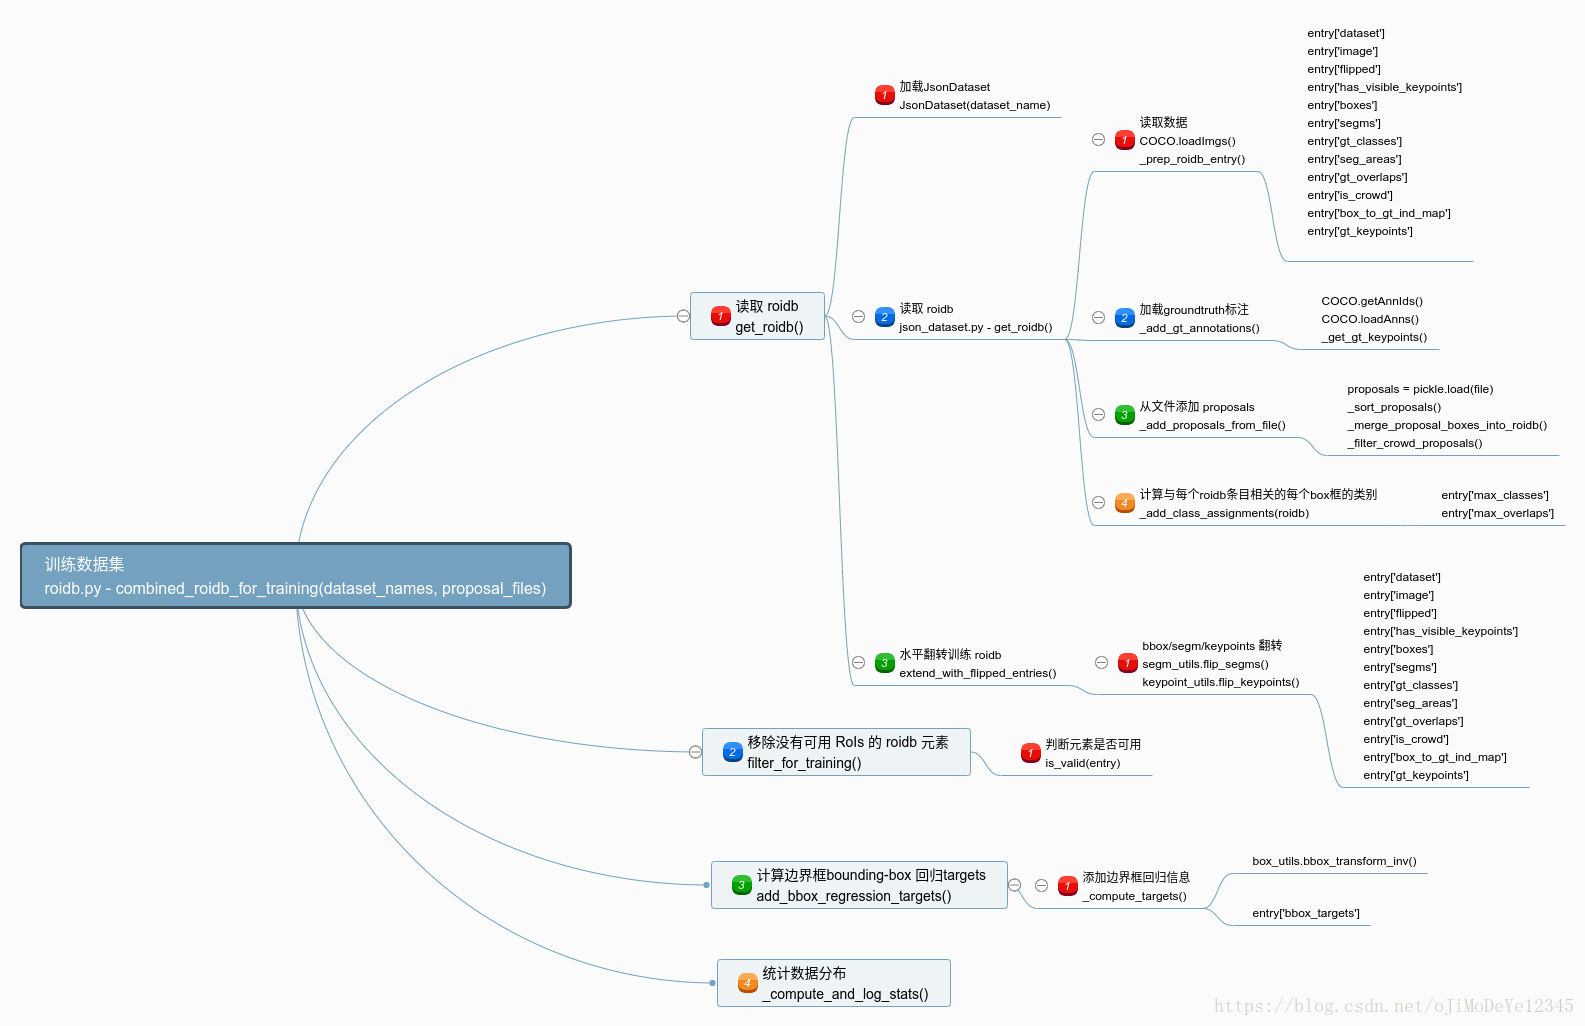 训练数据集
roidb.py - combined_roidb_for_training(dataset_names, proposal_files)
1
读取 roidb
get_roidb()
1
加载JsonDataset
JsonDataset(dataset_name)
2
读取 roidb
json_dataset.py - get_roidb()
1
读取数据
COCO.loadImgs()
_prep_roidb_entry()
entry['dataset']
entry['image']
entry['flipped']
entry['has_visible_keypoints']
entry['boxes']
entry['segms']
entry['gt_classes']
entry['seg_areas']
entry['gt_overlaps']
entry['is_crowd']
entry['box_to_gt_ind_map']
entry['gt_keypoints']
2
加载groundtruth标注
_add_gt_annotations()
COCO.getAnnIds()
COCO.loadAnns()
_get_gt_keypoints()
3
从文件添加 proposals
_add_proposals_from_file()
proposals = pickle.load(file)
_sort_proposals()
_merge_proposal_boxes_into_roidb()
_filter_crowd_proposals()
4
计算与每个roidb条目相关的每个box框的类别
_add_class_assignments(roidb)
entry['max_classes']
entry['max_overlaps']
3
水平翻转训练 roidb
extend_with_flipped_entries()
1
bbox/segm/keypoints 翻转
segm_utils.flip_segms()
keypoint_utils.flip_keypoints()
entry['dataset']
entry['image']
entry['flipped']
entry['has_visible_keypoints']
entry['boxes']
entry['segms']
entry['gt_classes']
entry['seg_areas']
entry['gt_overlaps']
entry['is_crowd']
entry['box_to_gt_ind_map']
entry['gt_keypoints']
2
移除没有可用 RoIs 的 roidb 元素
filter_for_training()
1
判断元素是否可用
is_valid(entry)
3
计算边界框bounding-box 回归targets
add_bbox_regression_targets()
1
添加边界框回归信息
_compute_targets()
box_utils.bbox_transform_inv()
entry['bbox_targets']
4
统计数据分布
_compute_and_log_stats()
https://blog.csdn.net/oJiMoDeYe12345